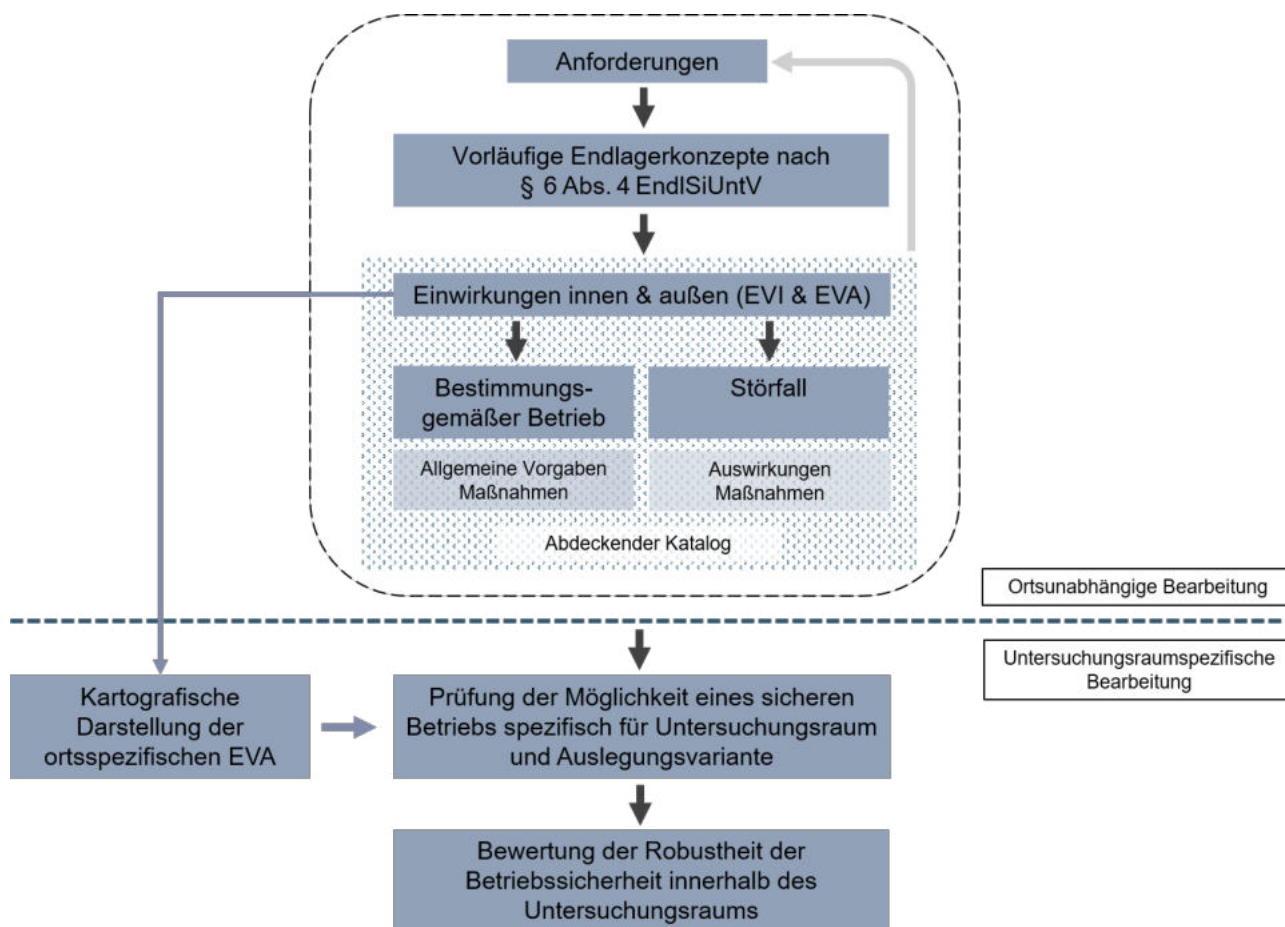 Anforderungen
Vorläufige Endlagerkonzepte nach
§ 6 Abs. 4 EndlSiUntV
Einwirkungen innen & außen (EVI & EVA)
Bestimmungs-
gemäßer Betrieb
Störfall
Allgemeine Vorgaben
Maßnahmen
Auswirkungen
Maßnahmen
Abdeckender Katalog
Ortsunabhängige Bearbeitung
Untersuchungsraumspezifische
Bearbeitung
Kartografische
Darstellung der
ortsspezifischen EVA
Prüfung der Möglichkeit eines sicheren
Betriebs spezifisch für Untersuchungsraum
und Auslegungsvariante
Bewertung der Robustheit der
Betriebssicherheit innerhalb des
Untersuchungsraums